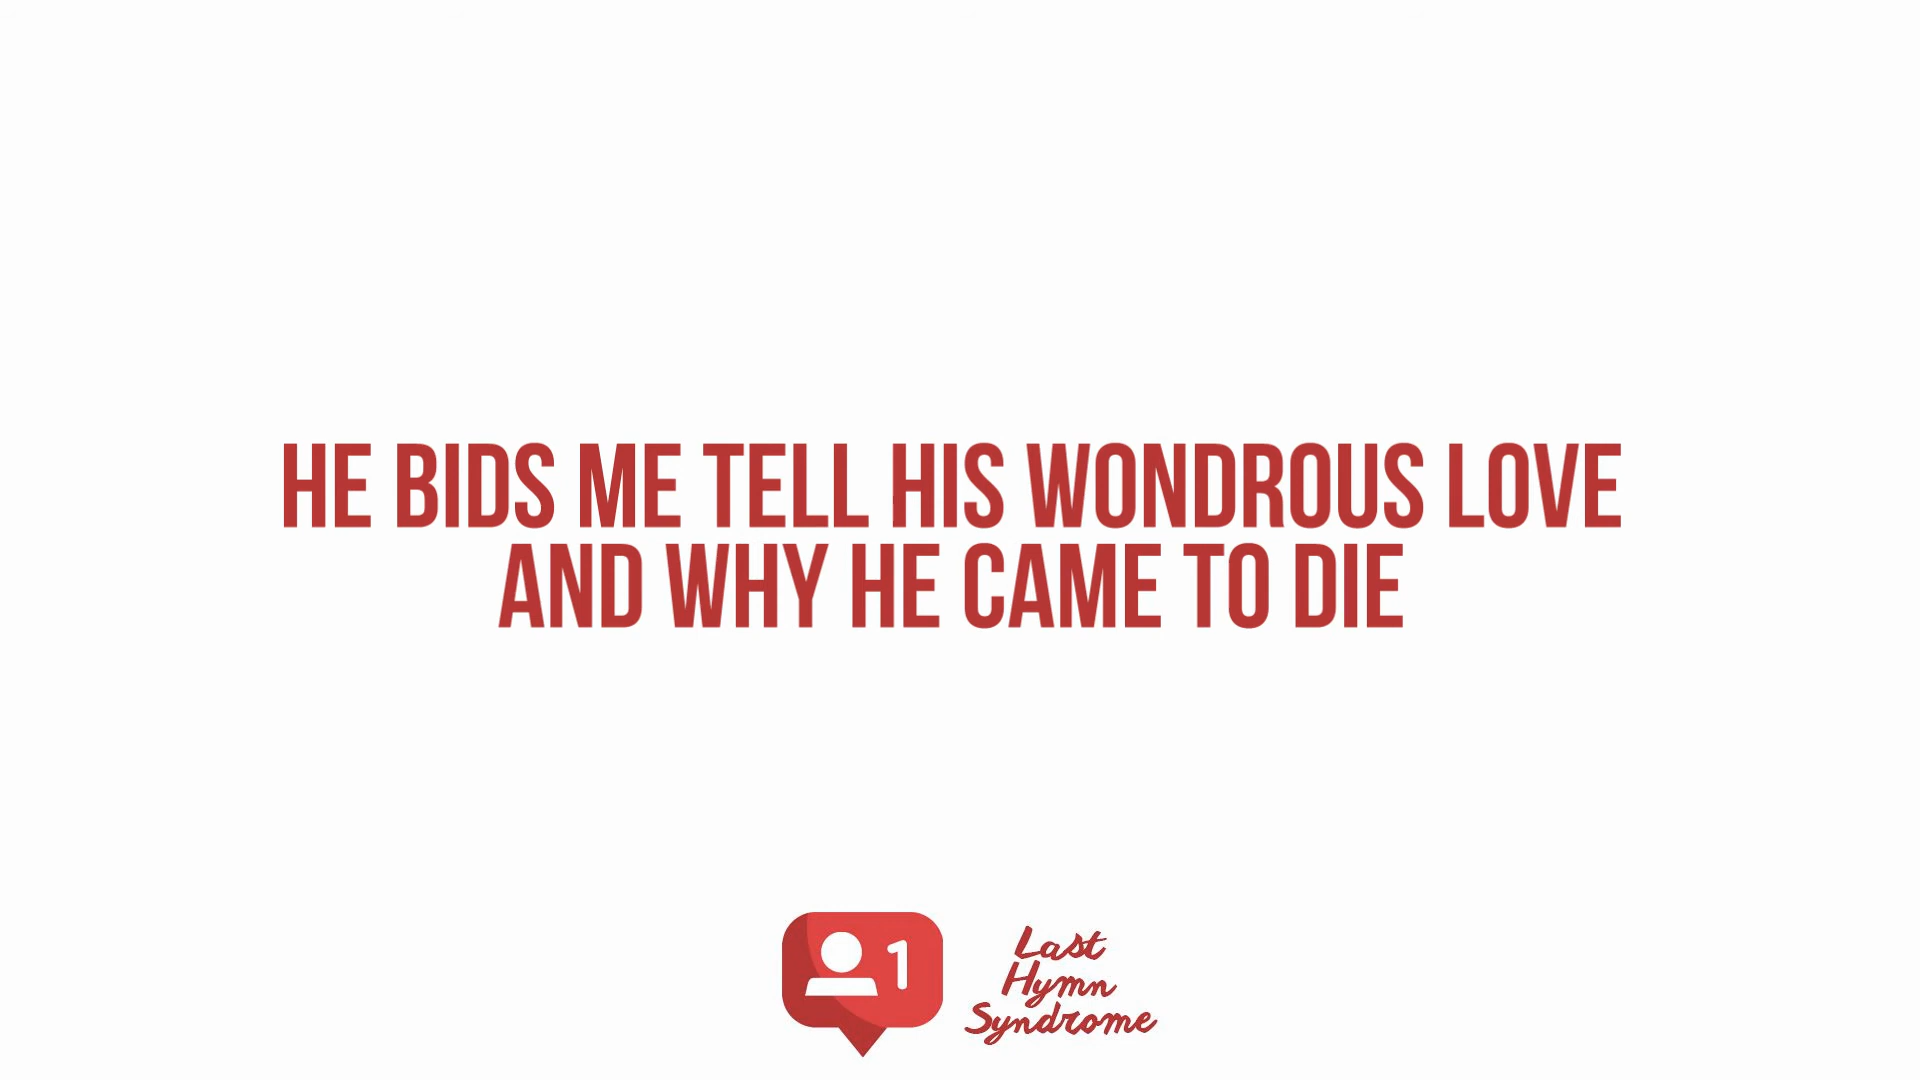 HE BIDS ME TELL HIS WONDROUS LOVE
AND WHY HE CAME TO DIE
1
Last
Hymn
Syndrome